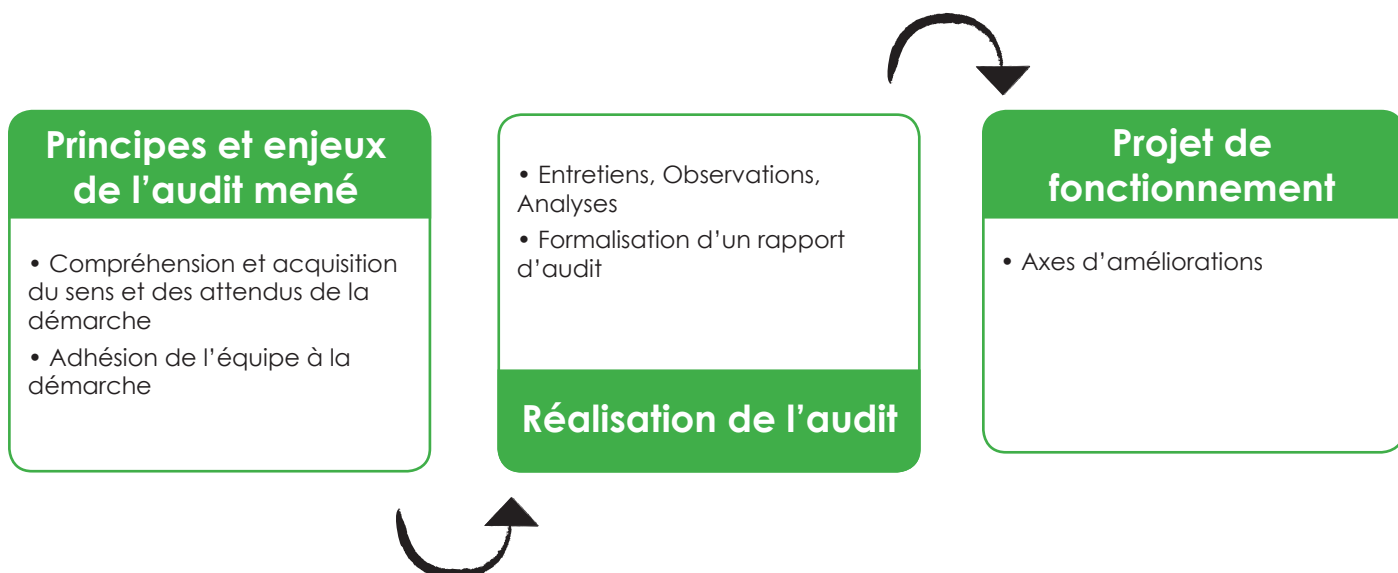 Principes et enjeux
de l’audit mené
• Compréhension et acquisition
du sens et des attendus de la
démarche
• Adhésion de l’équipe à la
démarche
• Entretiens, Observations,
Analyses
• Formalisation d’un rapport
d’audit
Réalisation de l’audit
Projet de
fonctionnement
• Axes d’améliorations